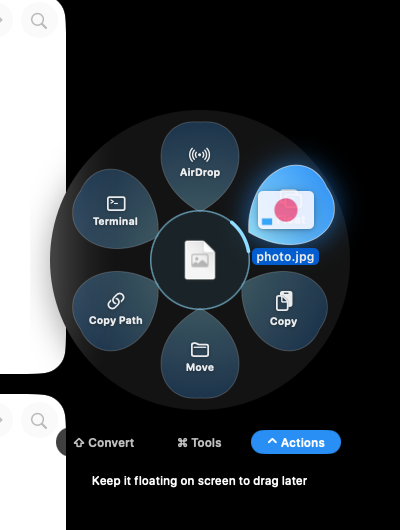 AirDrop
Terminal
photo.jpg
Copy Path
Copy
Move
⇧ Convert
⌘ Tools
⌃ Actions
Keep it floating on screen to drag later